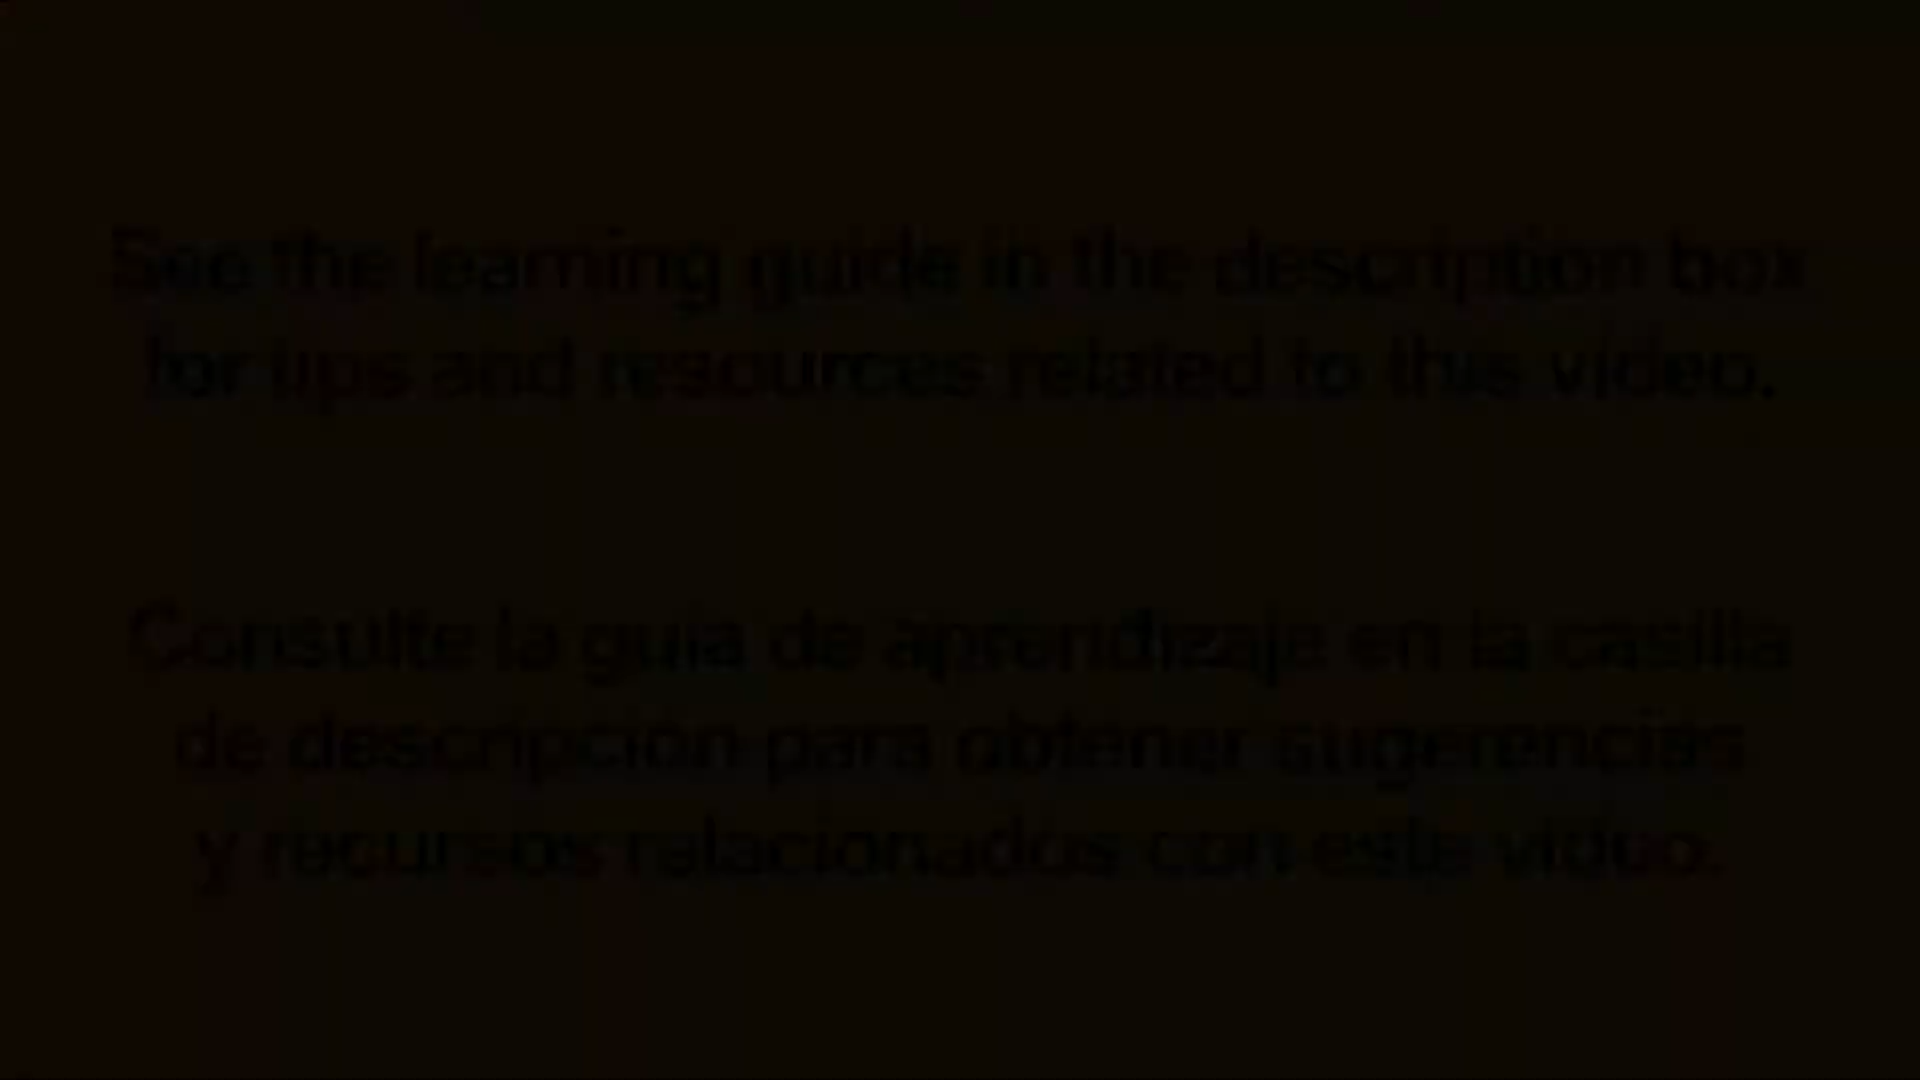 See the learning guide in the description box
for tips and resources related to this video.
Consulte la guía de aprendizaje en la casilla
de descripción para obtener sugerencias
y recursos relacionados con este video.